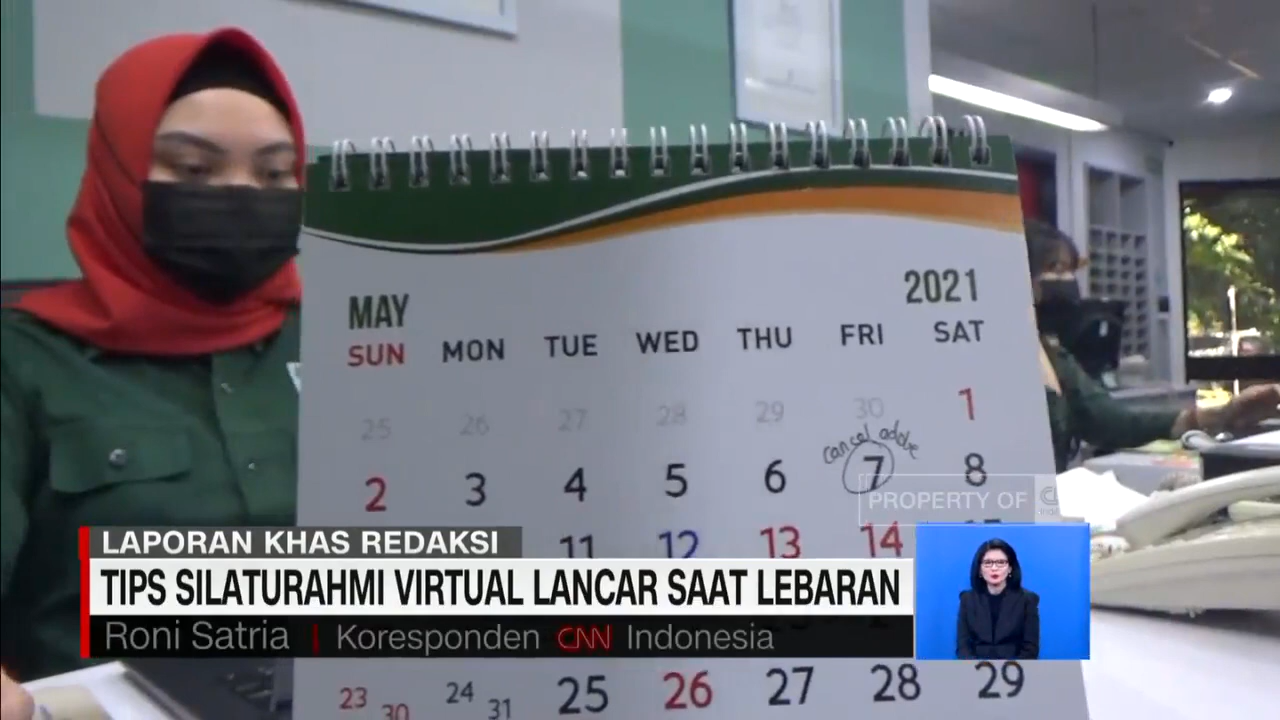 MAY 2021
SUN MON TUE WED THU FRI SAT
25 26 27 28 29 30 1
cancel adobe
2 3 4 5 6 7 8
PROPERTY OF
11 12 13 14
LAPORAN KHAS REDAKSI
TIPS SILATURAHMI VIRTUAL LANCAR SAAT LEBARAN
Roni Satria | Koresponden CNN Indonesia
23 30 24 31 25 26 27 28 29